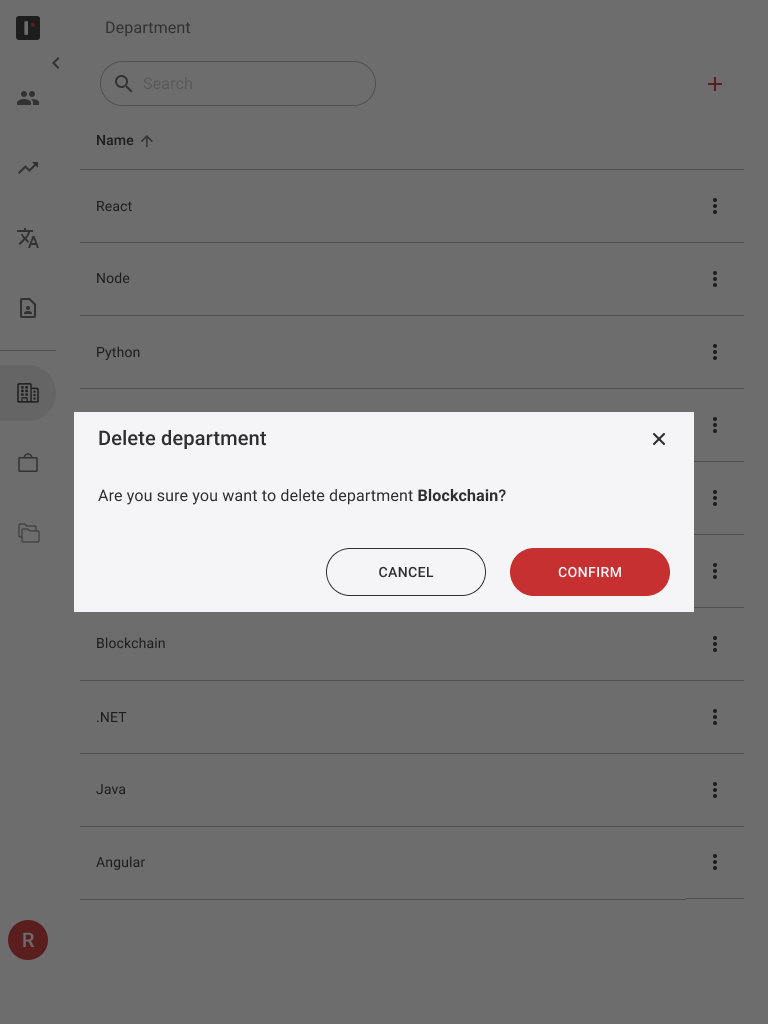 Department
Search
Name
React
Node
Python
Delete department
Are you sure you want to delete department Blockchain?
CANCEL
CONFIRM
Blockchain
.NET
Java
Angular
R